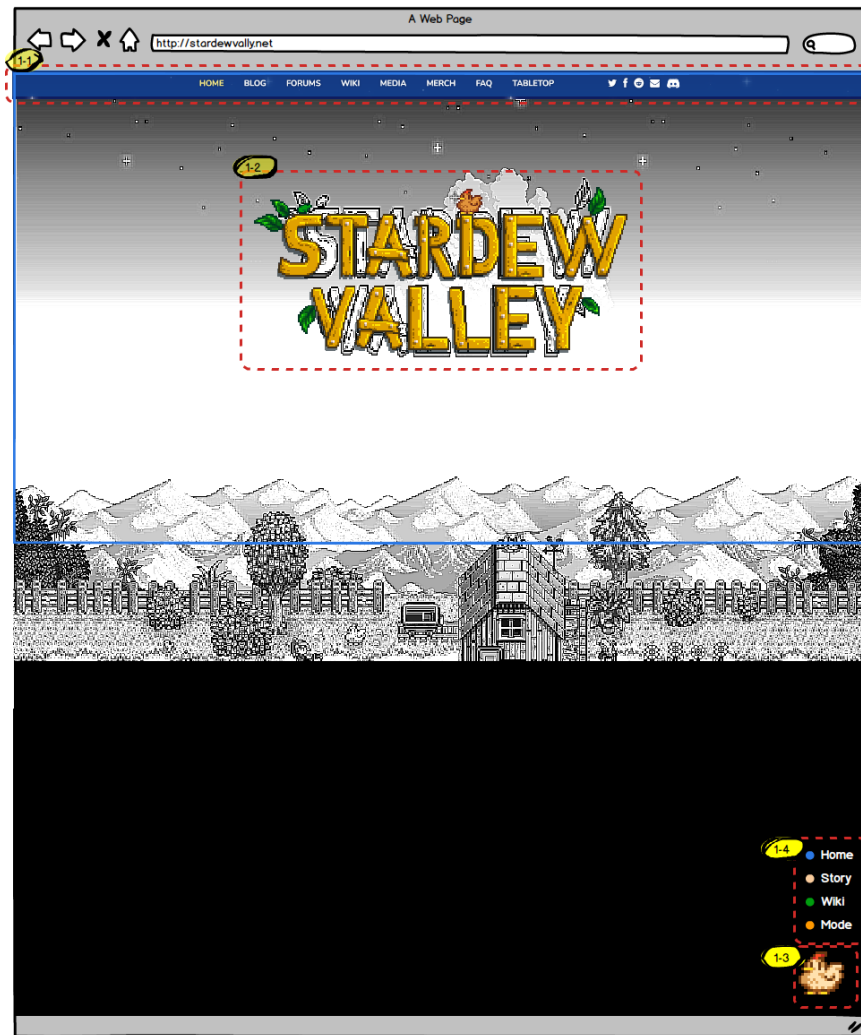 A Web Page
http://stardewvally.net
1-1
HOME BLOG FORUMS WIKI MEDIA MERCH FAQ TABLETOP
1-2
STARDEW
VALLEY
1-4
Home
Story
Wiki
Mode
1-3